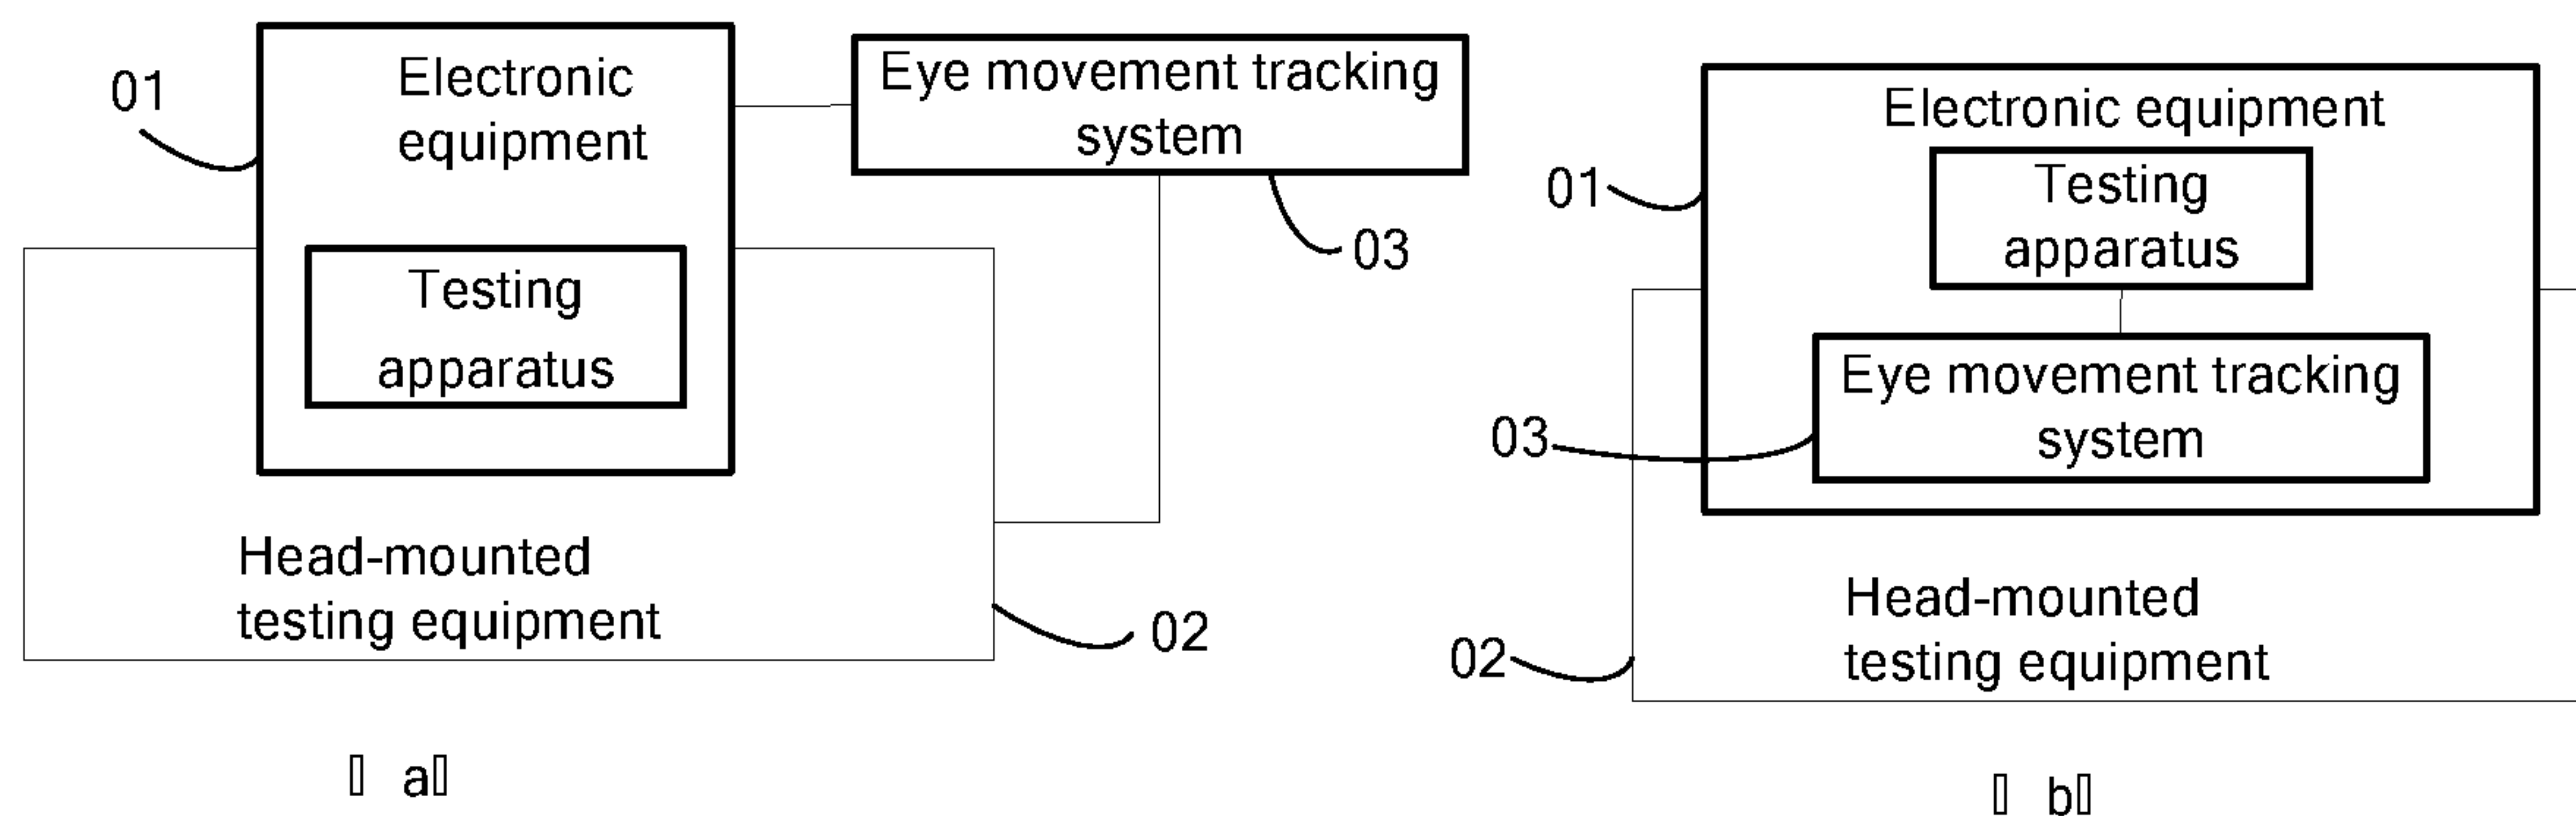 01
Electronic
equipment
Eye movement tracking
system
03
Testing
apparatus
Head-mounted
testing equipment
02
a
Electronic equipment
01
Testing
apparatus
Eye movement tracking
system
03
Head-mounted
testing equipment
02
b